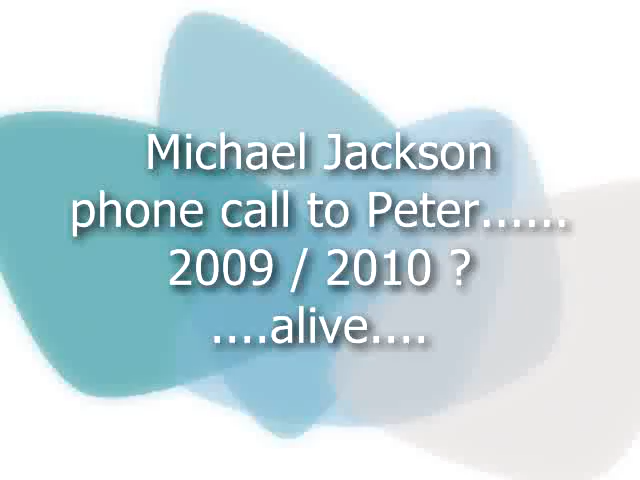 Michael Jackson
phone call to Peter......
2009 / 2010 ?
....alive....